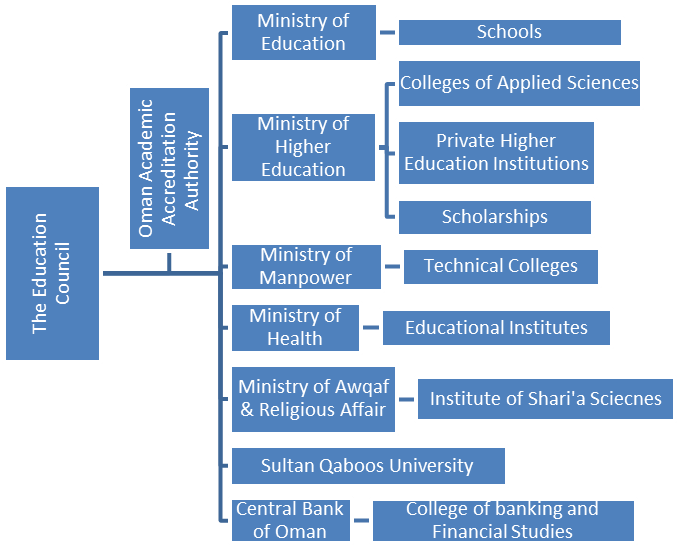 The Education
Council
Oman Academic
Accreditation
Authority
Ministry of
Education
Schools
Ministry of
Higher
Education
Colleges of Applied Sciences
Private Higher
Education Institutions
Scholarships
Ministry of
Manpower
Technical Colleges
Ministry of
Health
Educational Institutes
Ministry of Awqaf
& Religious Affair
Institute of Shari'a Sciecnes
Sultan Qaboos University
Central Bank
of Oman
College of banking and
Financial Studies